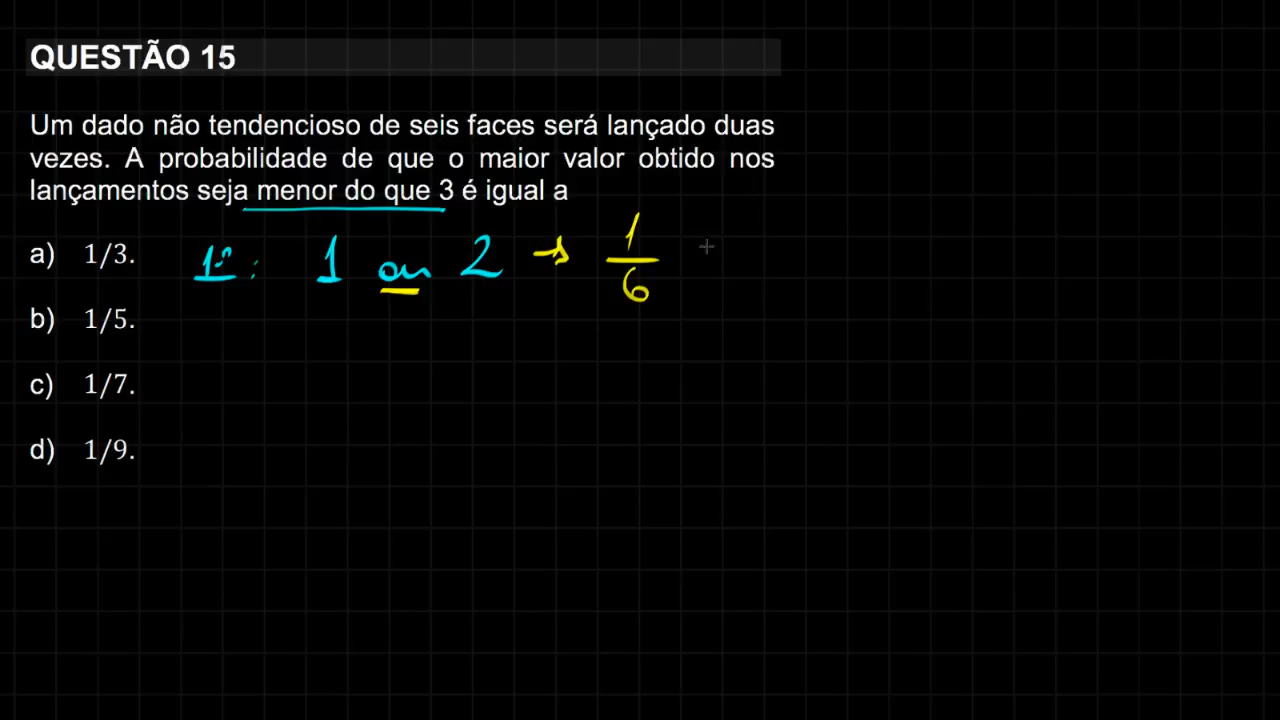 QUESTÃO 15
Um dado não tendencioso de seis faces será lançado duas
vezes. A probabilidade de que o maior valor obtido nos
lançamentos seja menor do que 3 é igual a
a) 1/3.
1º: 1 ou 2 → 1/6
b) 1/5.
c) 1/7.
d) 1/9.